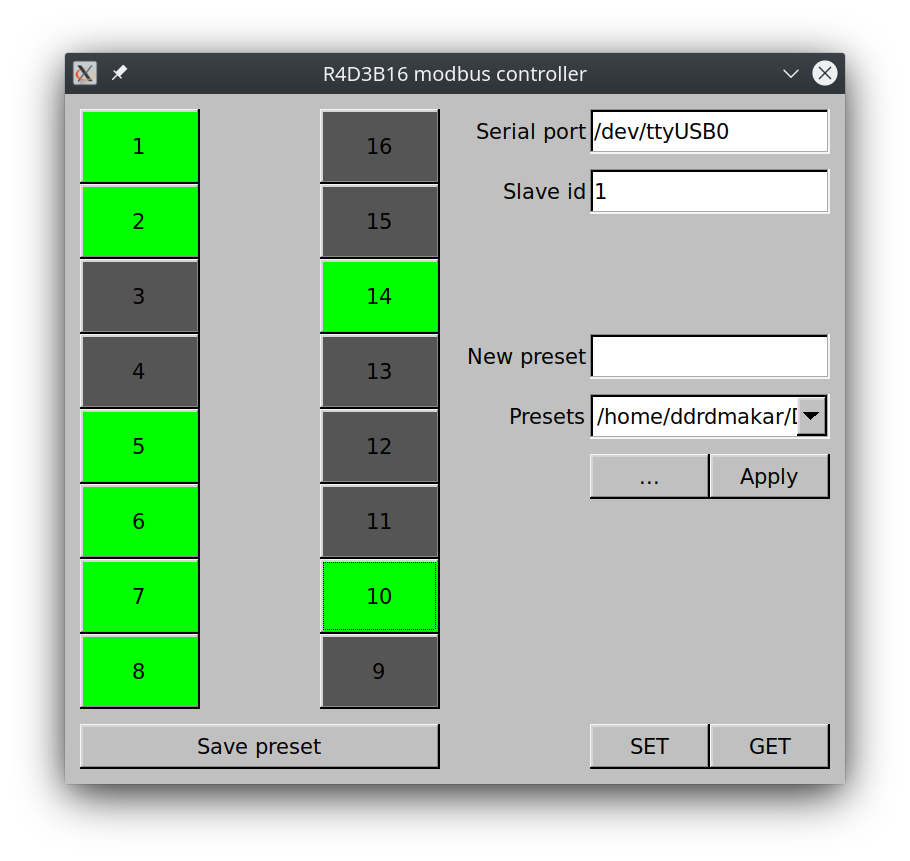 R4D3B16 modbus controller
1
16
Serial port /dev/ttyUSB0
2
15
Slave id 1
3
14
4
13
New preset
5
12
Presets /home/ddrdmakar/
6
11
... Apply
7
10
8
9
Save preset
SET
GET